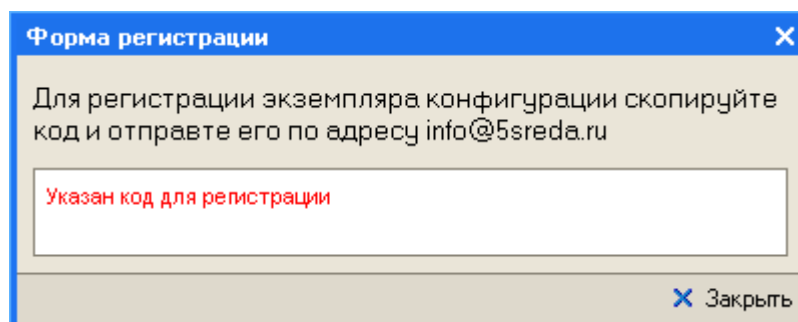 Форма регистрации
Для регистрации экземпляра конфигурации скопируйте
код и отправте его по адресу info@5sreda.ru
Указан код для регистрации
Закрыть